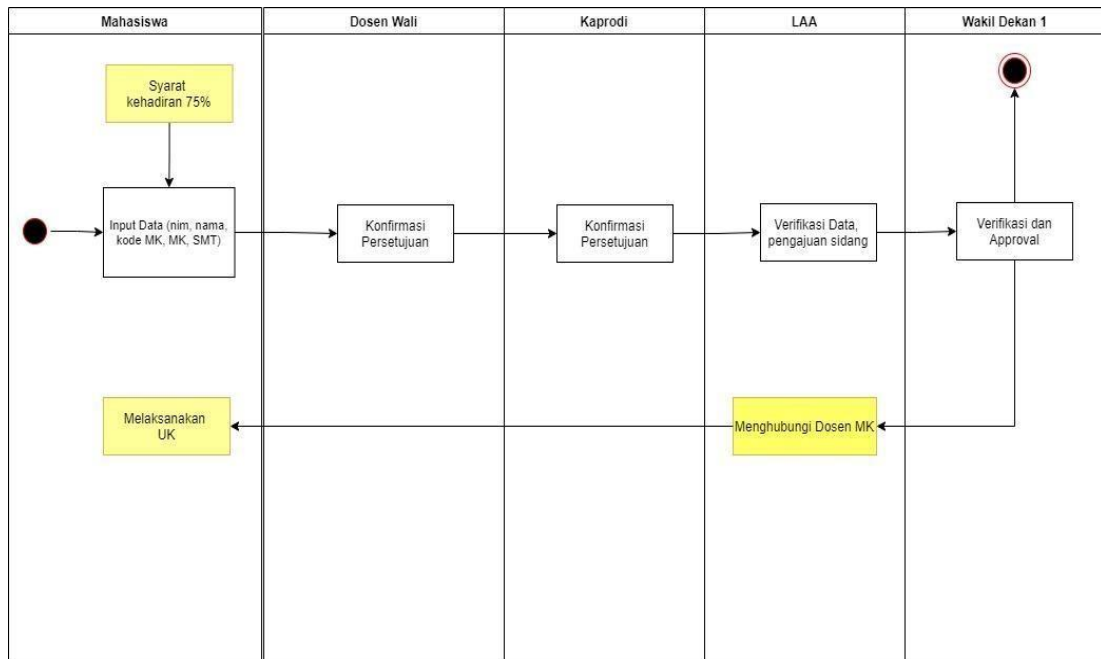 Mahasiswa
Dosen Wali
Kaprodi
LAA
Wakil Dekan 1
Syarat
kehadiran 75%
Input Data (nim, nama,
kode MK, MK, SMT)
Konfirmasi
Persetujuan
Konfirmasi
Persetujuan
Verifikasi Data,
pengajuan sidang
Verifikasi dan
Approval
Melaksanakan
UK
Menghubungi Dosen MK